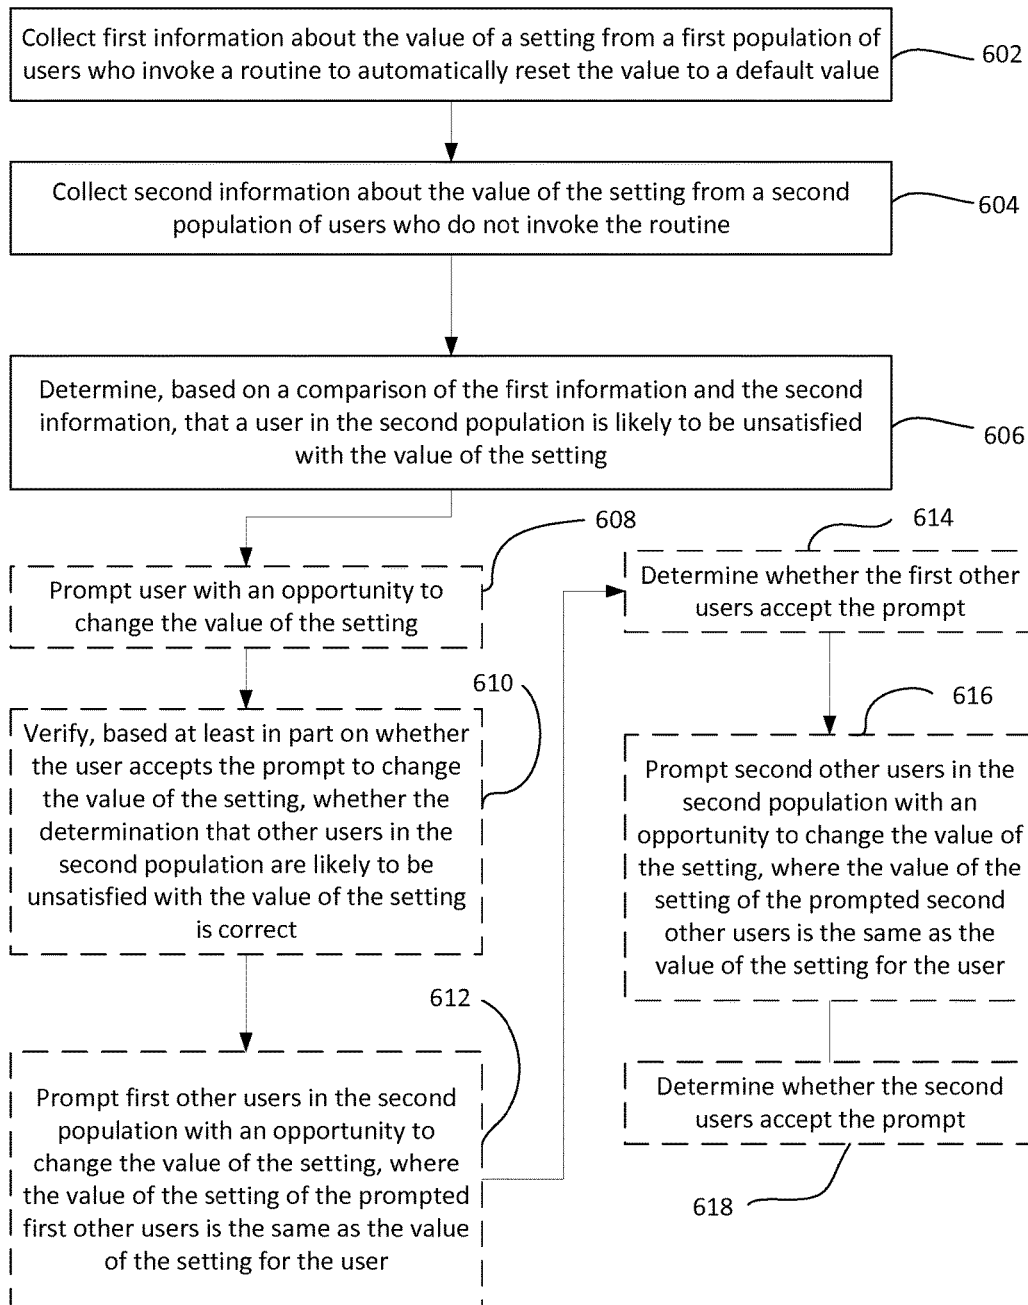 Collect first information about the value of a setting from a first population of
users who invoke a routine to automatically reset the value to a default value
602
Collect second information about the value of the setting from a second
population of users who do not invoke the routine
604
Determine, based on a comparison of the first information and the second
information, that a user in the second population is likely to be unsatisfied
with the value of the setting
606
608
Prompt user with an opportunity to
change the value of the setting
610
Verify, based at least in part on whether
the user accepts the prompt to change
the value of the setting, whether the
determination that other users in the
second population are likely to be
unsatisfied with the value of the setting
is correct
612
Prompt first other users in the second
population with an opportunity to
change the value of the setting, where
the value of the setting of the prompted
first other users is the same as the value
of the setting for the user
614
Determine whether the first other
users accept the prompt
616
Prompt second other users in the
second population with an
opportunity to change the value of
the setting, where the value of the
setting of the prompted second
other users is the same as the
value of the setting for the user
Determine whether the second
users accept the prompt
618